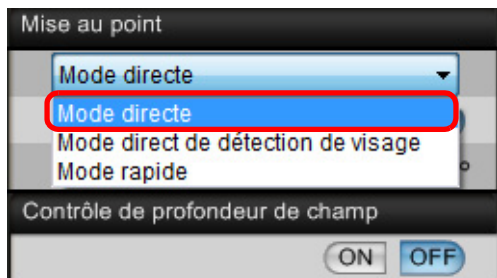 Mise au point
Mode directe
Mode directe
Mode direct de détection de visage
Mode rapide
Contrôle de profondeur de champ
ON OFF